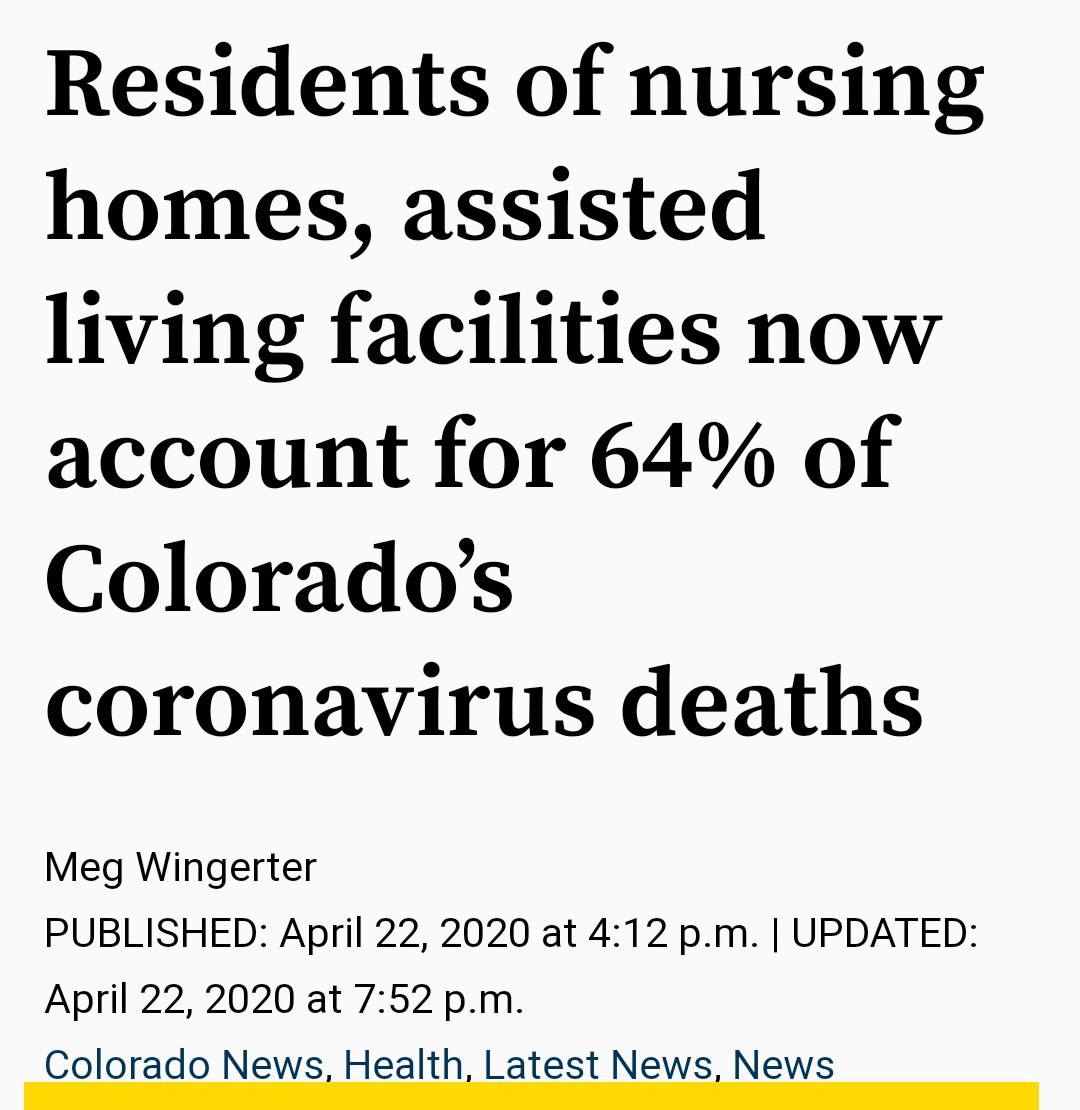 Residents of nursing
homes, assisted
living facilities now
account for 64% of
Colorado’s
coronavirus deaths
Meg Wingerter
PUBLISHED: April 22, 2020 at 4:12 p.m. | UPDATED:
April 22, 2020 at 7:52 p.m.
Colorado News, Health, Latest News, News